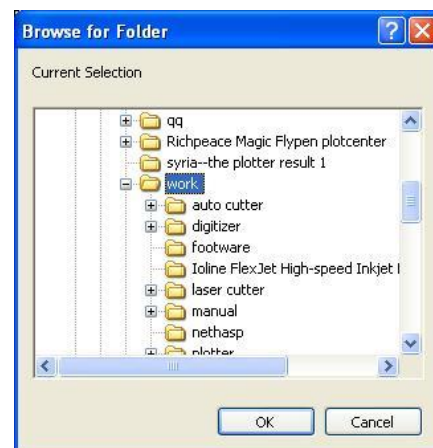 Browse for Folder
Current Selection
qq
Richpeace Magic Flypen plotcenter
syria--the plotter result 1
work
auto cutter
digitizer
footware
Ioline FlexJet High-speed Inkjet
laser cutter
manual
nethasp
plotter
OK
Cancel